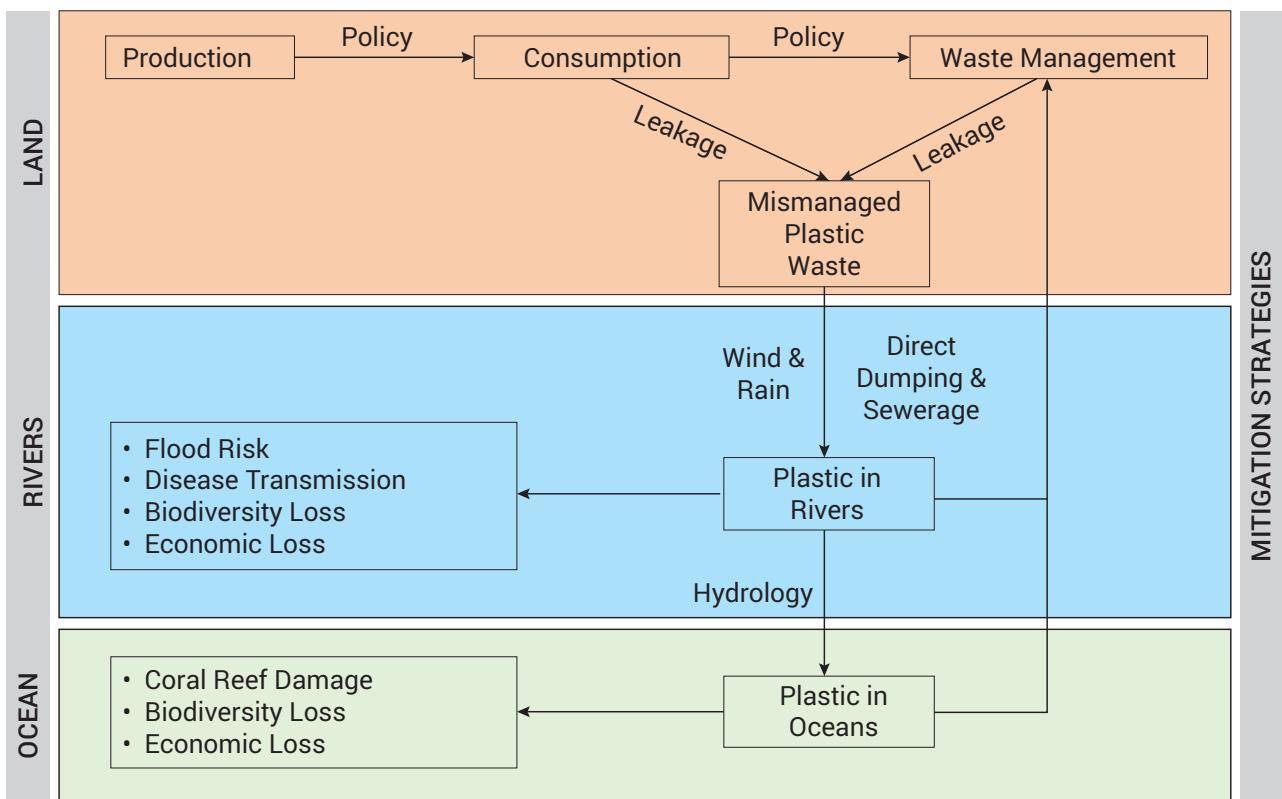 LAND
Production
Policy
Consumption
Policy
Waste Management
Leakage
Leakage
Mismanaged
Plastic
Waste
RIVERS
Wind &
Rain
Direct
Dumping &
Sewerage
• Flood Risk
• Disease Transmission
• Biodiversity Loss
• Economic Loss
Plastic in
Rivers
Hydrology
OCEAN
• Coral Reef Damage
• Biodiversity Loss
• Economic Loss
Plastic in
Oceans
MITIGATION STRATEGIES